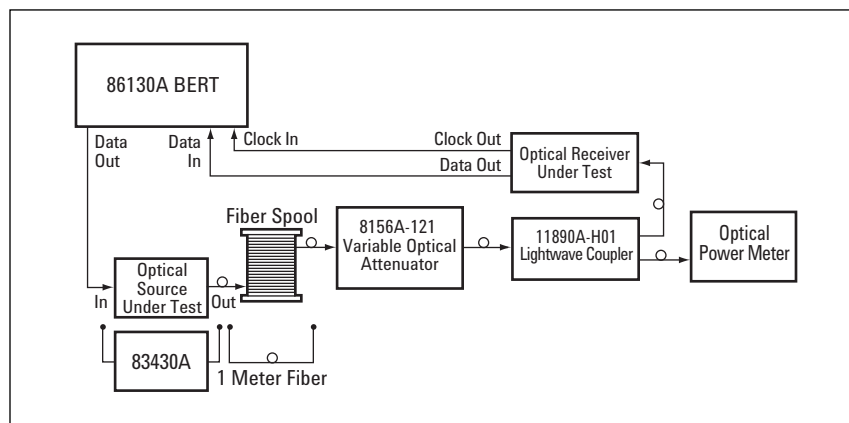 86130A BERT
Data
Out
Data
In
Clock In
Clock Out
Data Out
Optical Receiver
Under Test
Fiber Spool
8156A-121
Variable Optical
Attenuator
11890A-H01
Lightwave Coupler
Optical
Power Meter
In
Optical
Source
Under Test
Out
83430A
1 Meter Fiber